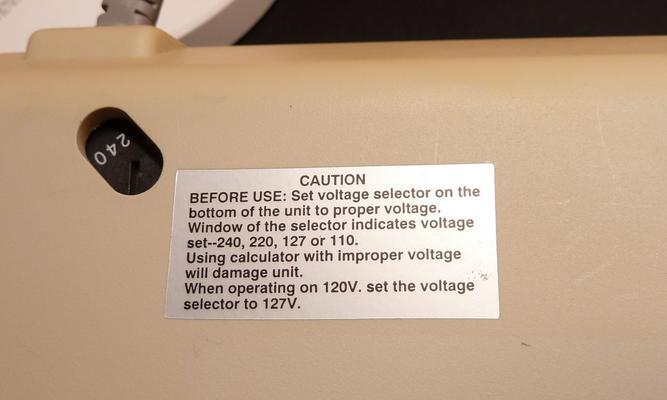 240
CAUTION
BEFORE USE: Set voltage selector on the
bottom of the unit to proper voltage.
Window of the selector indicates voltage
set--240, 220, 127 or 110.
Using calculator with improper voltage
will damage unit.
When operating on 120V. set the voltage
selector to 127V.